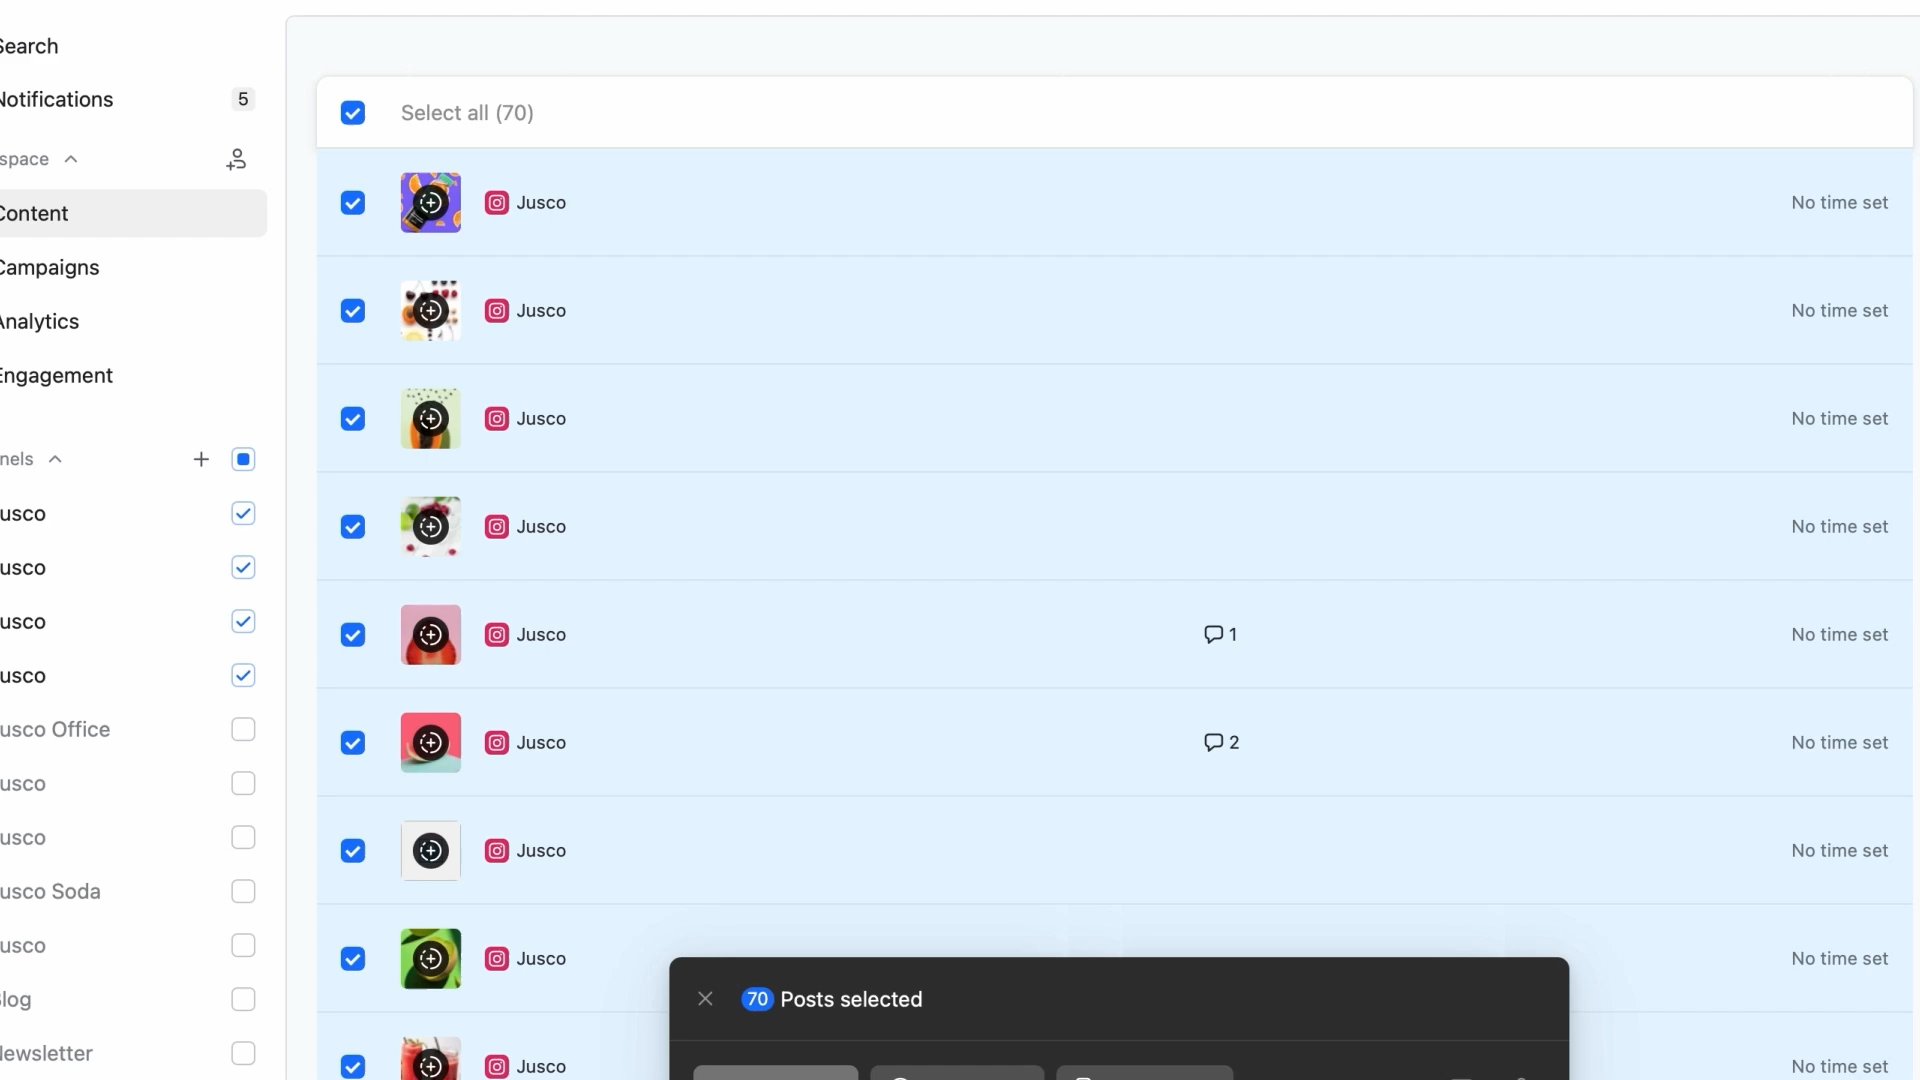 Search
Notifications 5
space
Content
Campaigns
Analytics
Engagement
nels
usco
usco
usco
usco
usco Office
usco
usco
usco Soda
usco
log
Newsletter
Select all (70)
Jusco No time set
Jusco No time set
Jusco No time set
Jusco No time set
Jusco 1 No time set
Jusco 2 No time set
Jusco No time set
Jusco No time set
Jusco No time set
70 Posts selected